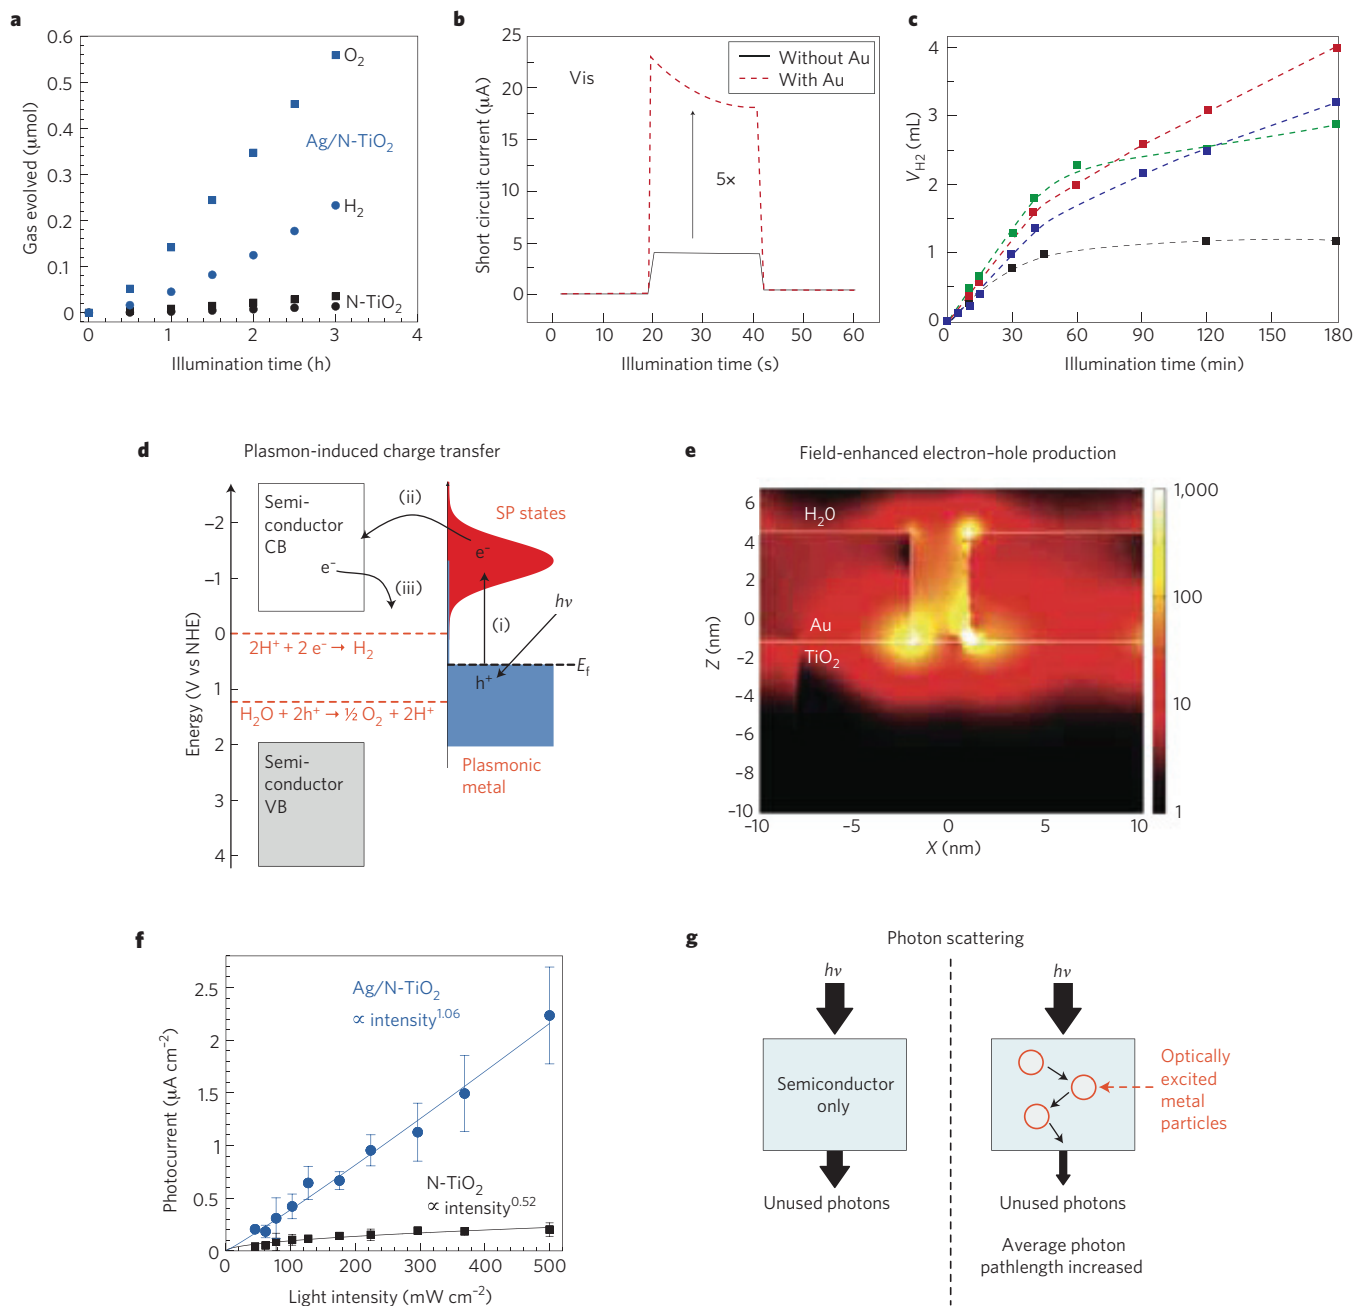 a
Gas evolved (μmol)
0.6
0.5
0.4
0.3
0.2
0.1
0
O₂
Ag/N-TiO₂
H₂
N-TiO₂
0 1 2 3 4
Illumination time (h)
b
Short circuit current (μA)
25
20
15
10
5
0
Vis
Without Au
With Au
5×
0 10 20 30 40 50 60
Illumination time (s)
c
V_H2 (mL)
4
3
2
1
0
0 30 60 90 120 150 180
Illumination time (min)
d
Plasmon-induced charge transfer
Energy (V vs NHE)
–2
–1
0
1
2
3
4
Semi-
conductor
CB
(ii)
SP states
e⁻
e⁻
(iii)
hν
(i)
2H⁺ + 2 e⁻ → H₂
E_f
h⁺
H₂O + 2h⁺ → ½ O₂ + 2H⁺
Semi-
conductor
VB
Plasmonic
metal
e
Field-enhanced electron–hole production
Z (nm)
6
4
2
0
–2
–4
–6
–8
–10
H₂O
Au
TiO₂
–10 –5 0 5 10
X (nm)
1,000
100
10
1
f
Photocurrent (μA cm⁻²)
2.5
2
1.5
1
0.5
0
Ag/N-TiO₂
∝ intensity¹·⁰⁶
N-TiO₂
∝ intensity⁰·⁵²
0 100 200 300 400 500
Light intensity (mW cm⁻²)
g
Photon scattering
hν
hν
Semiconductor
only
Optically
excited
metal
particles
Unused photons
Unused photons
Average photon
pathlength increased